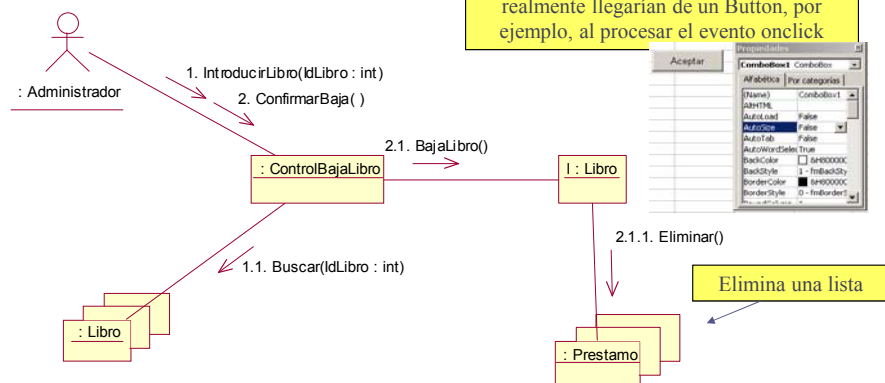 realmente llegarían de un Button, por
ejemplo, al procesar el evento onclick
Aceptar
Propiedades
ComboBox1 ComboBox
Alfabética Por categorías
(Name) ComboBox1
AltHTML
AutoLoad False
AutoSize False
AutoTab False
AutoWordSelec True
BackColor &H80000C
BackStyle 1 - fmBackSty
BorderColor &H80000C
BorderStyle 0 - fmBorderS
: Administrador
1. IntroducirLibro(IdLibro : int)
2. ConfirmarBaja( )
2.1. BajaLibro()
: ControlBajaLibro
l : Libro
2.1.1. Eliminar()
1.1. Buscar(IdLibro : int)
Elimina una lista
: Libro
: Prestamo